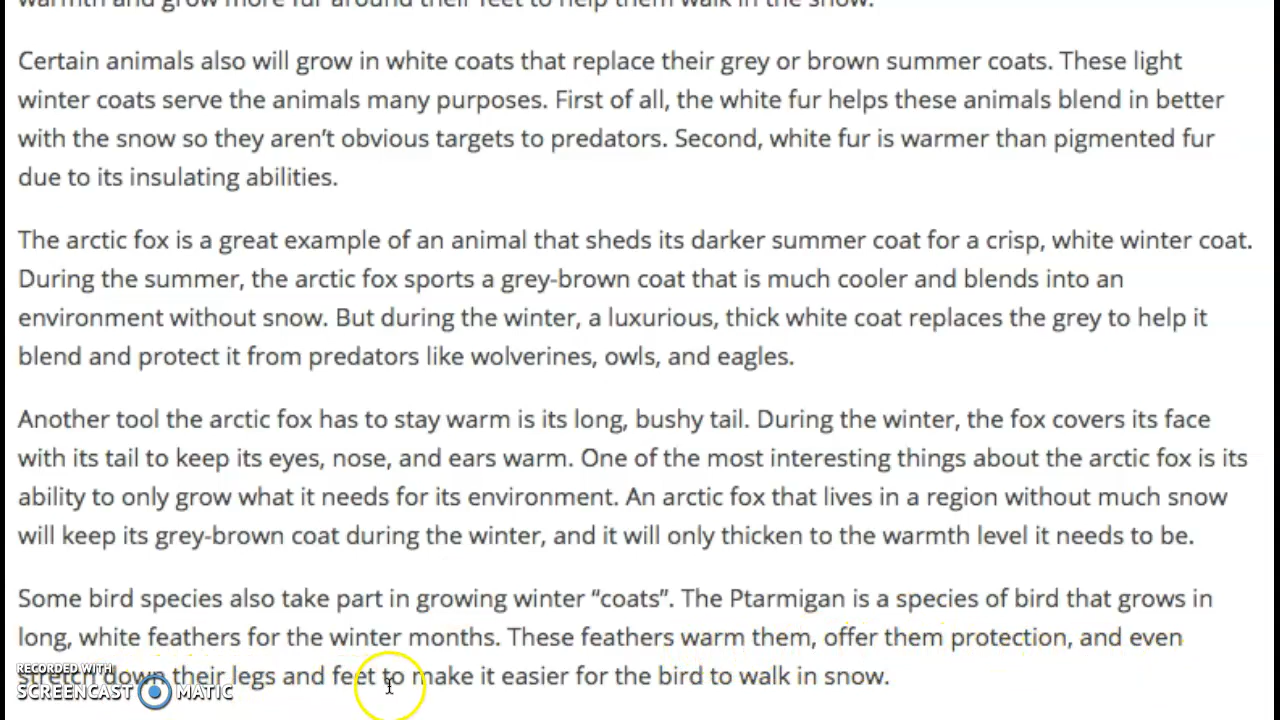 warmth and grow more fur around their feet to help them walk in the snow.
Certain animals also will grow in white coats that replace their grey or brown summer coats. These light
winter coats serve the animals many purposes. First of all, the white fur helps these animals blend in better
with the snow so they aren’t obvious targets to predators. Second, white fur is warmer than pigmented fur
due to its insulating abilities.
The arctic fox is a great example of an animal that sheds its darker summer coat for a crisp, white winter coat.
During the summer, the arctic fox sports a grey-brown coat that is much cooler and blends into an
environment without snow. But during the winter, a luxurious, thick white coat replaces the grey to help it
blend and protect it from predators like wolverines, owls, and eagles.
Another tool the arctic fox has to stay warm is its long, bushy tail. During the winter, the fox covers its face
with its tail to keep its eyes, nose, and ears warm. One of the most interesting things about the arctic fox is its
ability to only grow what it needs for its environment. An arctic fox that lives in a region without much snow
will keep its grey-brown coat during the winter, and it will only thicken to the warmth level it needs to be.
Some bird species also take part in growing winter “coats”. The Ptarmigan is a species of bird that grows in
long, white feathers for the winter months. These feathers warm them, offer them protection, and even
stretch down their legs and feet to make it easier for the bird to walk in snow.
RECORDED WITH
SCREENCAST MATIC